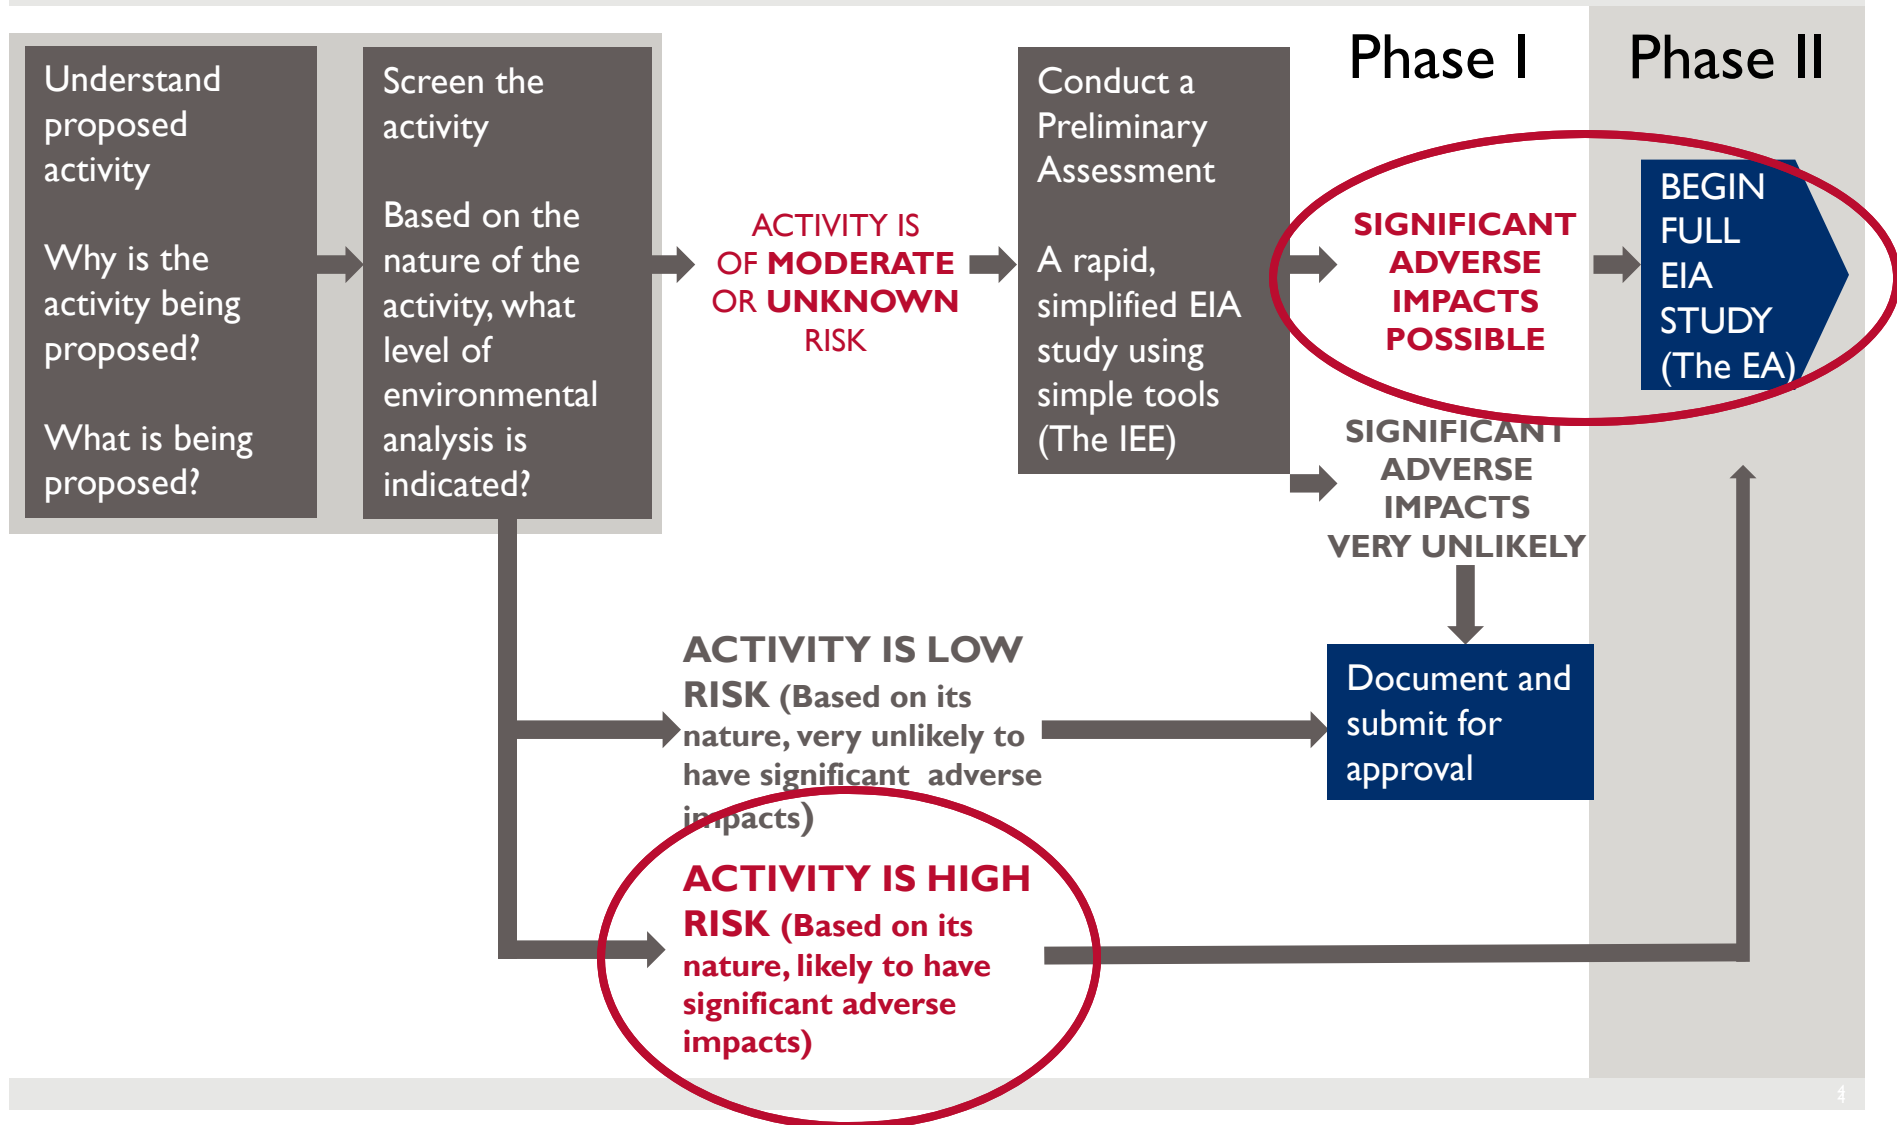 Phase I
Phase II
Understand
proposed
activity
Why is the
activity being
proposed?
What is being
proposed?
Screen the
activity
Based on the
nature of the
activity, what
level of
environmental
analysis is
indicated?
ACTIVITY IS
OF MODERATE
OR UNKNOWN
RISK
Conduct a
Preliminary
Assessment
A rapid,
simplified EIA
study using
simple tools
(The IEE)
SIGNIFICANT
ADVERSE
IMPACTS
POSSIBLE
BEGIN
FULL
EIA
STUDY
(The EA)
SIGNIFICANT
ADVERSE
IMPACTS
VERY UNLIKELY
ACTIVITY IS LOW
RISK (Based on its
nature, very unlikely to
have significant adverse
impacts)
Document and
submit for
approval
ACTIVITY IS HIGH
RISK (Based on its
nature, likely to have
significant adverse
impacts)